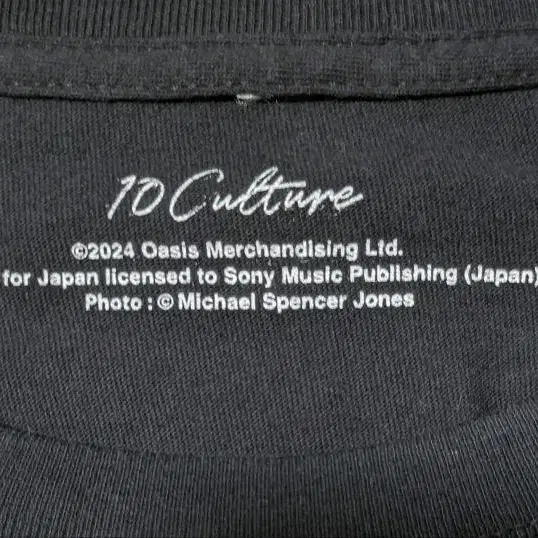 10 Culture
©2024 Oasis Merchandising Ltd.
for Japan licensed to Sony Music Publishing (Japan)
Photo : © Michael Spencer Jones